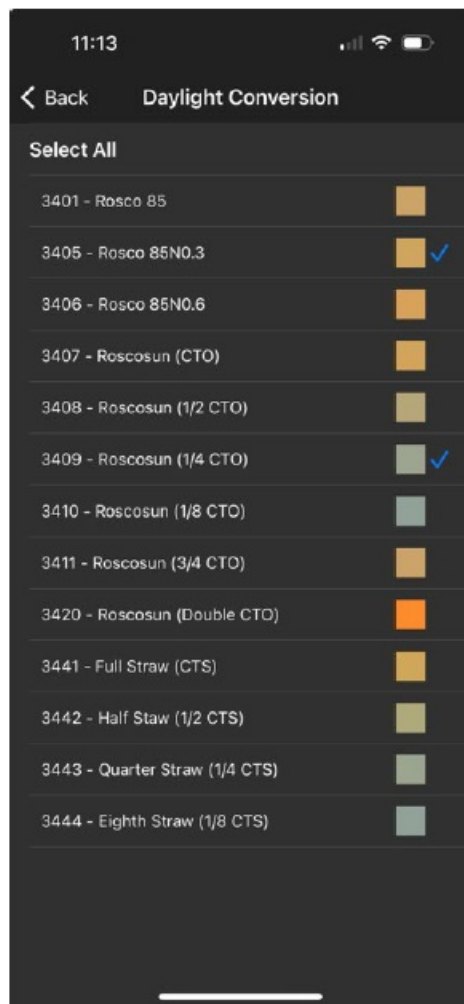 11:13
Back Daylight Conversion
Select All
3401 - Rosco 85
3405 - Rosco 85N0.3
3406 - Rosco 85N0.6
3407 - Roscosun (CTO)
3408 - Roscosun (1/2 CTO)
3409 - Roscosun (1/4 CTO)
3410 - Roscosun (1/8 CTO)
3411 - Roscosun (3/4 CTO)
3420 - Roscosun (Double CTO)
3441 - Full Straw (CTS)
3442 - Half Staw (1/2 CTS)
3443 - Quarter Straw (1/4 CTS)
3444 - Eighth Straw (1/8 CTS)